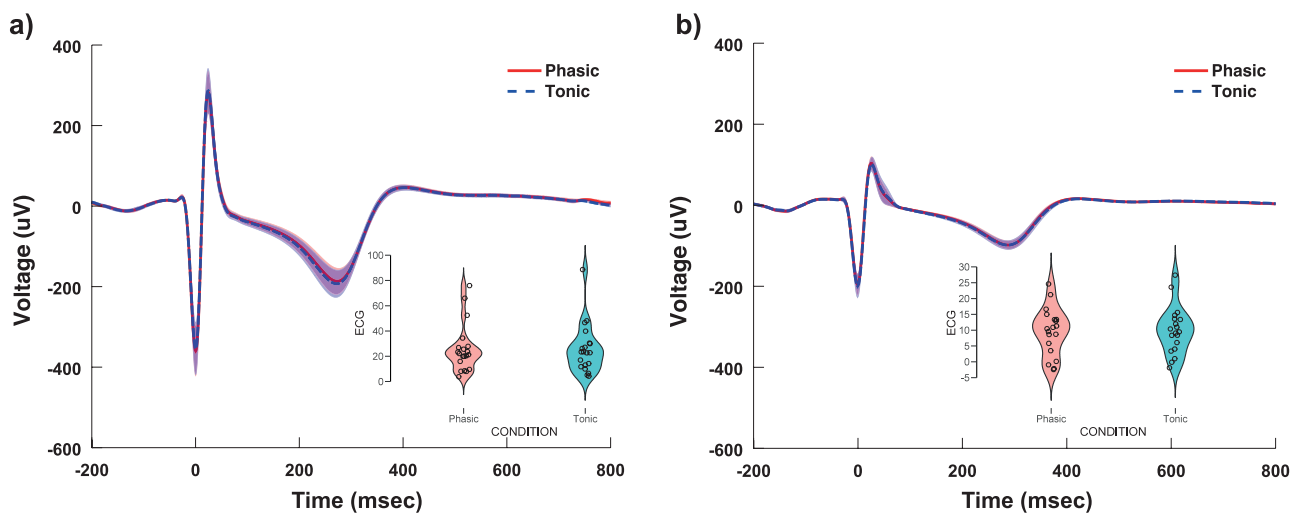 a)
400
200
0
-200
-400
-600
Voltage (uV)
-200 0 200 400 600 800
Time (msec)
Phasic
Tonic
100
80
60
40
20
0
ECG
Phasic Tonic
CONDITION
b)
400
200
0
-200
-400
-600
Voltage (uV)
-200 0 200 400 600 800
Time (msec)
Phasic
Tonic
30
25
20
15
10
5
0
-5
ECG
Phasic Tonic
CONDITION